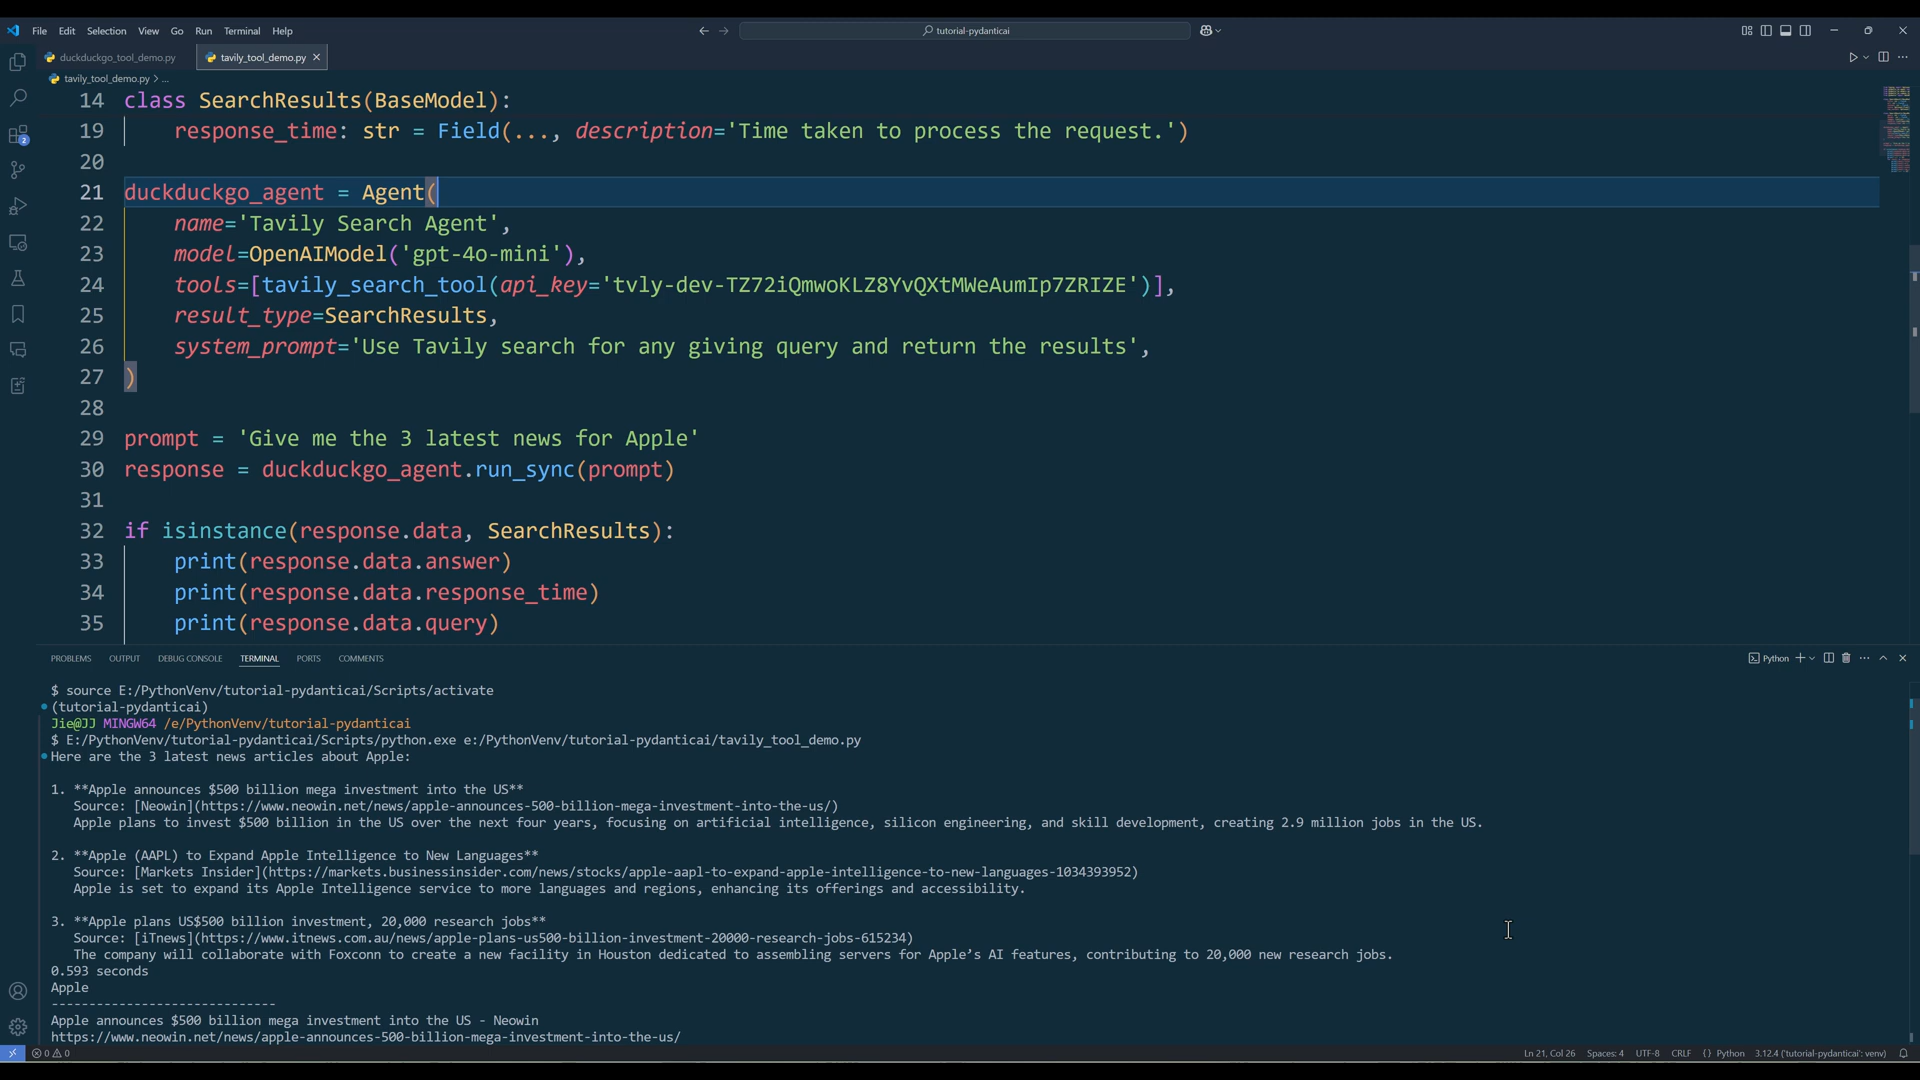 File Edit Selection View Go Run Terminal Help
tutorial-pydanticai
duckduckgo_tool_demo.py
tavily_tool_demo.py
tavily_tool_demo.py > ...
14 class SearchResults(BaseModel):
19 response_time: str = Field(..., description='Time taken to process the request.')
20
21 duckduckgo_agent = Agent(
22 name='Tavily Search Agent',
23 model=OpenAIModel('gpt-4o-mini'),
24 tools=[tavily_search_tool(api_key='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')],
25 result_type=SearchResults,
26 system_prompt='Use Tavily search for any giving query and return the results',
27 )
28
29 prompt = 'Give me the 3 latest news for Apple'
30 response = duckduckgo_agent.run_sync(prompt)
31
32 if isinstance(response.data, SearchResults):
33 print(response.data.answer)
34 print(response.data.response_time)
35 print(response.data.query)
PROBLEMS OUTPUT DEBUG CONSOLE TERMINAL PORTS COMMENTS
Python
$ source E:/PythonVenv/tutorial-pydanticai/Scripts/activate
(tutorial-pydanticai)
Jie@JJ MINGW64 /e/PythonVenv/tutorial-pydanticai
$ E:/PythonVenv/tutorial-pydanticai/Scripts/python.exe e:/PythonVenv/tutorial-pydanticai/tavily_tool_demo.py
Here are the 3 latest news articles about Apple:
1. **Apple announces $500 billion mega investment into the US**
Source: [Neowin](https://www.neowin.net/news/apple-announces-500-billion-mega-investment-into-the-us/)
Apple plans to invest $500 billion in the US over the next four years, focusing on artificial intelligence, silicon engineering, and skill development, creating 2.9 million jobs in the US.
2. **Apple (AAPL) to Expand Apple Intelligence to New Languages**
Source: [Markets Insider](https://markets.businessinsider.com/news/stocks/apple-aapl-to-expand-apple-intelligence-to-new-languages-1034393952)
Apple is set to expand its Apple Intelligence service to more languages and regions, enhancing its offerings and accessibility.
3. **Apple plans US$500 billion investment, 20,000 research jobs**
Source: [iTnews](https://www.itnews.com.au/news/apple-plans-us500-billion-investment-20000-research-jobs-615234)
The company will collaborate with Foxconn to create a new facility in Houston dedicated to assembling servers for Apple’s AI features, contributing to 20,000 new research jobs.
0.593 seconds
Apple
------------------------------
Apple announces $500 billion mega investment into the US - Neowin
https://www.neowin.net/news/apple-announces-500-billion-mega-investment-into-the-us/
0 0 Ln 21, Col 26 Spaces: 4 UTF-8 CRLF {} Python 3.12.4 ('tutorial-pydanticai': venv)